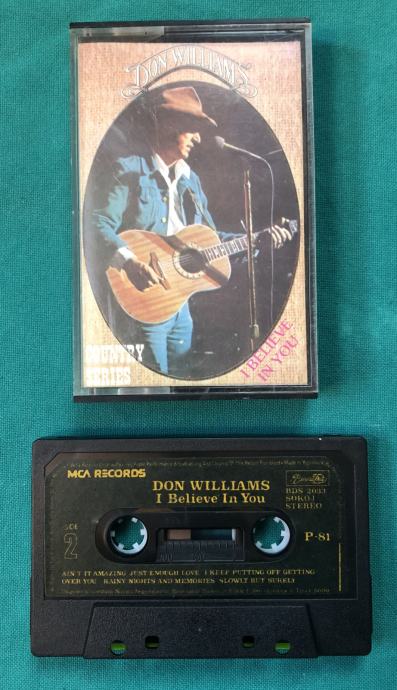 DON WILLIAMS
COUNTRY
SERIES
I BELIEVE
IN YOU
MCA RECORDS
DON WILLIAMS
I Believe In You
BDS 2033
SOKOJ
STEREO
SIDE
2
P-81
AIN'T IT AMAZING JUST ENOUGH LOVE I KEEP PUTTING OFF GETTING
OVER YOU RAINY NIGHTS AND MEMORIES SLOWLY BUT SURELY